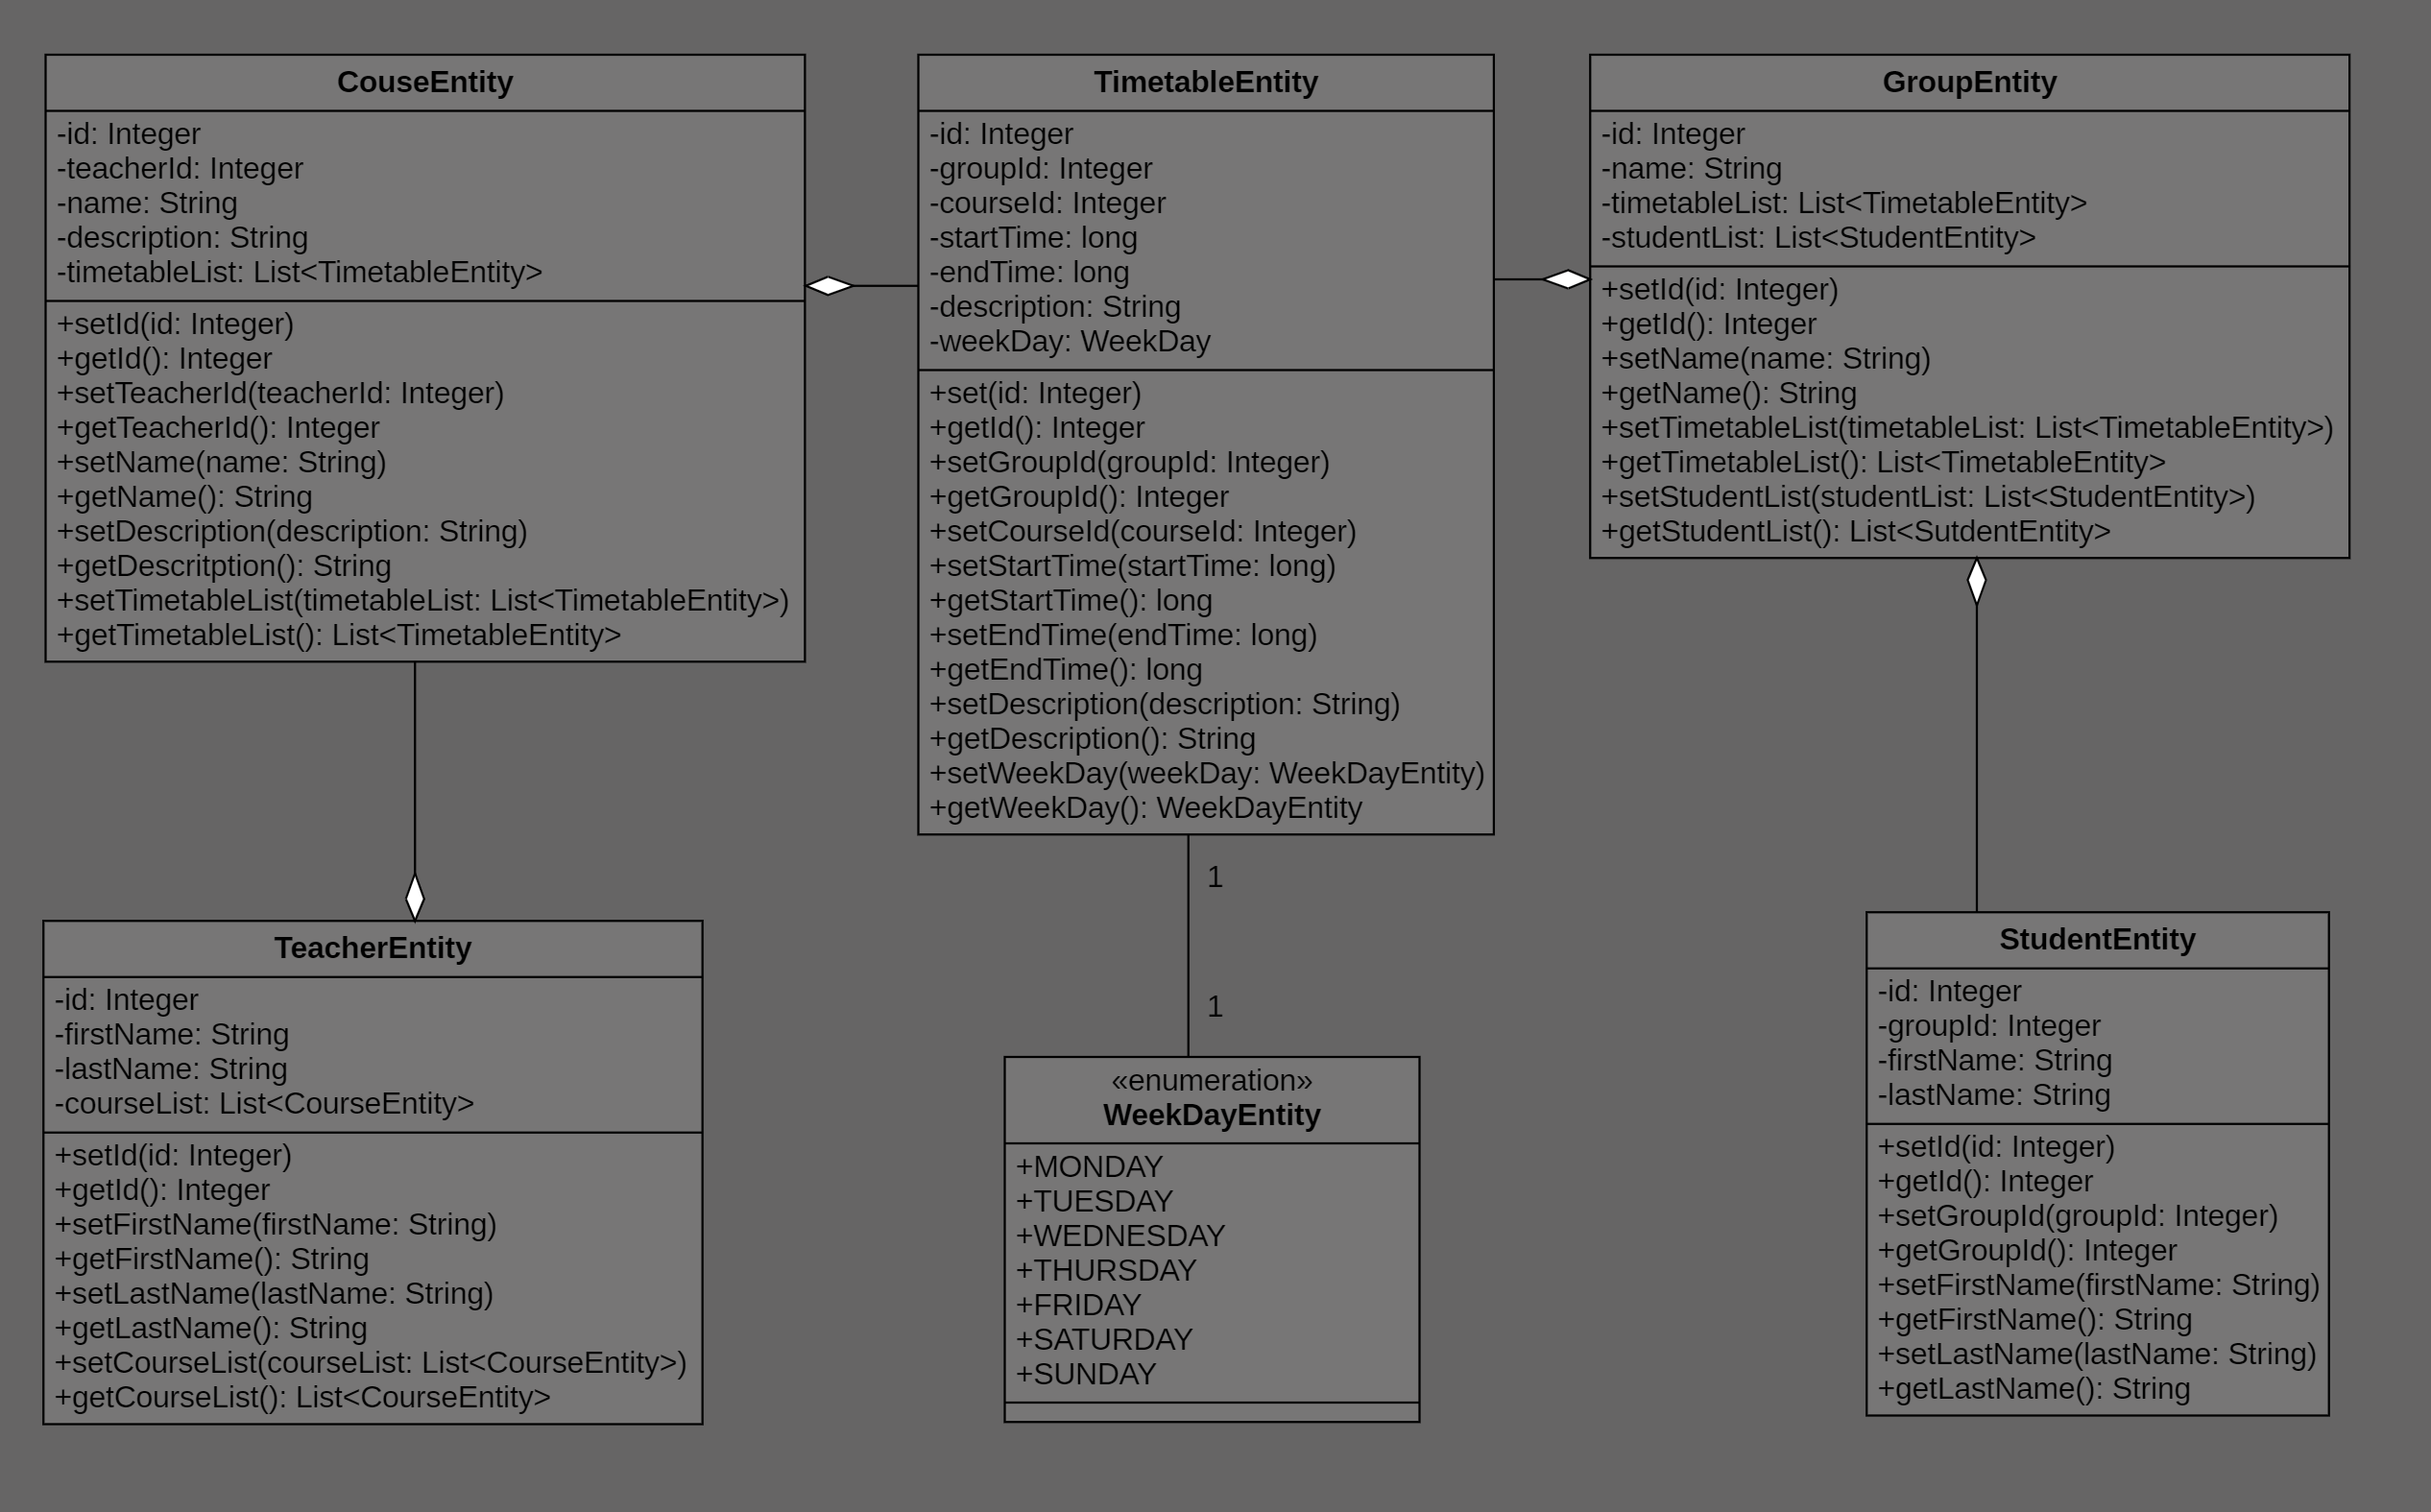 CouseEntity
-id: Integer
-teacherId: Integer
-name: String
-description: String
-timetableList: List<TimetableEntity>
+setId(id: Integer)
+getId(): Integer
+setTeacherId(teacherId: Integer)
+getTeacherId(): Integer
+setName(name: String)
+getName(): String
+setDescription(description: String)
+getDescritption(): String
+setTimetableList(timetableList: List<TimetableEntity>)
+getTimetableList(): List<TimetableEntity>
TimetableEntity
-id: Integer
-groupId: Integer
-courseId: Integer
-startTime: long
-endTime: long
-description: String
-weekDay: WeekDay
+set(id: Integer)
+getId(): Integer
+setGroupId(groupId: Integer)
+getGroupId(): Integer
+setCourseId(courseId: Integer)
+setStartTime(startTime: long)
+getStartTime(): long
+setEndTime(endTime: long)
+getEndTime(): long
+setDescription(description: String)
+getDescription(): String
+setWeekDay(weekDay: WeekDayEntity)
+getWeekDay(): WeekDayEntity
GroupEntity
-id: Integer
-name: String
-timetableList: List<TimetableEntity>
-studentList: List<StudentEntity>
+setId(id: Integer)
+getId(): Integer
+setName(name: String)
+getName(): String
+setTimetableList(timetableList: List<TimetableEntity>)
+getTimetableList(): List<TimetableEntity>
+setStudentList(studentList: List<StudentEntity>)
+getStudentList(): List<SutdentEntity>
1
1
TeacherEntity
-id: Integer
-firstName: String
-lastName: String
-courseList: List<CourseEntity>
+setId(id: Integer)
+getId(): Integer
+setFirstName(firstName: String)
+getFirstName(): String
+setLastName(lastName: String)
+getLastName(): String
+setCourseList(courseList: List<CourseEntity>)
+getCourseList(): List<CourseEntity>
«enumeration»
WeekDayEntity
+MONDAY
+TUESDAY
+WEDNESDAY
+THURSDAY
+FRIDAY
+SATURDAY
+SUNDAY
StudentEntity
-id: Integer
-groupId: Integer
-firstName: String
-lastName: String
+setId(id: Integer)
+getId(): Integer
+setGroupId(groupId: Integer)
+getGroupId(): Integer
+setFirstName(firstName: String)
+getFirstName(): String
+setLastName(lastName: String)
+getLastName(): String